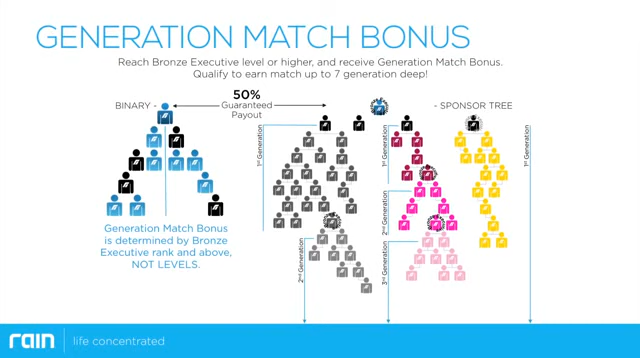 GENERATION MATCH BONUS
Reach Bronze Executive level or higher, and receive Generation Match Bonus.
Qualify to earn match up to 7 generation deep!
50%
BINARY -
Guaranteed
Payout
- SPONSOR TREE
1st Generation
1st Generation
1st Generation
2nd Generation
2nd Generation
3rd Generation
Generation Match Bonus
is determined by Bronze
Executive rank and above,
NOT LEVELS.
rain
life concentrated